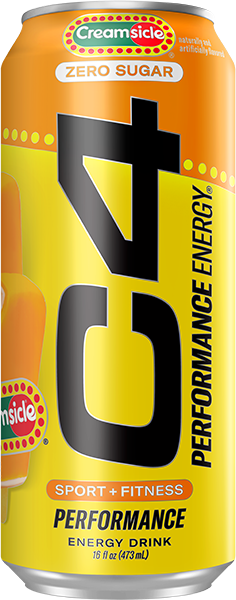 Creamsicle®
naturally and
artificially flavored
ZERO SUGAR
C4
PERFORMANCE ENERGY®
msicle®
SPORT + FITNESS
PERFORMANCE
ENERGY DRINK
16 fl oz (473 mL)